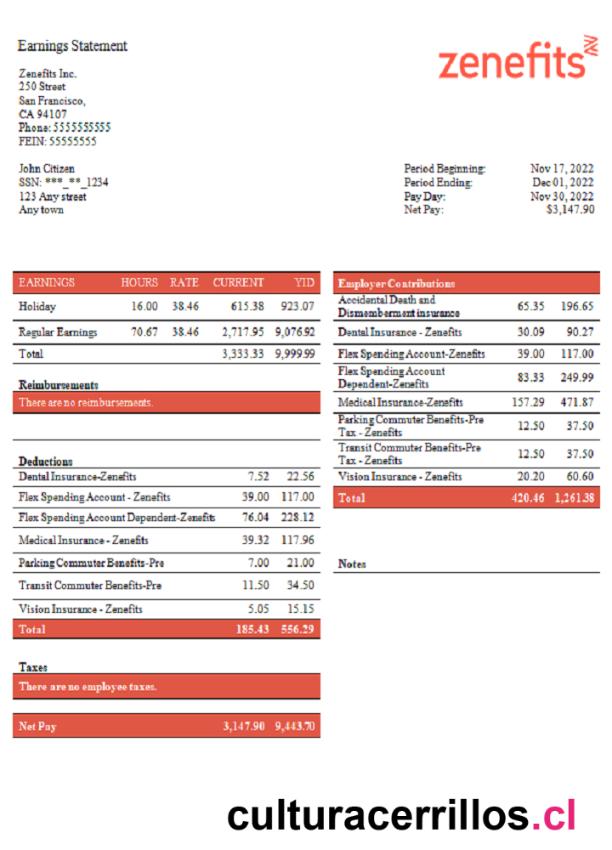 Earnings Statement
zenefits
Zenefits Inc.
250 Street
San Francisco,
CA 94107
Phone: 5555555555
FEIN: 55555555
John Citizen
SSN: ***_**_1234
123 Any street
Any town
Period Beginning: Nov 17, 2022
Period Ending: Dec 01, 2022
Pay Day: Nov 30, 2022
Net Pay: $3,147.90
EARNINGS HOURS RATE CURRENT YTD
Holiday 16.00 38.46 615.38 923.07
Regular Earnings 70.67 38.46 2,717.95 9,076.92
Total 3,333.33 9,999.99
Reimbursements
There are no reimbursements.
Deductions
Dental Insurance-Zenefits 7.52 22.56
Flex Spending Account - Zenefits 39.00 117.00
Flex Spending Account Dependent-Zenefits 76.04 228.12
Medical Insurance - Zenefits 39.32 117.96
Parking Commuter Benefits-Pre 7.00 21.00
Transit Commuter Benefits-Pre 11.50 34.50
Vision Insurance - Zenefits 5.05 15.15
Total 185.43 556.29
Taxes
There are no employee taxes.
Net Pay 3,147.90 9,443.70
Employer Contributions
Accidental Death and
Dismemberment insurance 65.35 196.65
Dental Insurance - Zenefits 30.09 90.27
Flex Spending Account-Zenefits 39.00 117.00
Flex Spending Account
Dependent-Zenefits 83.33 249.99
Medical Insurance-Zenefits 157.29 471.87
Parking Commuter Benefits-Pre
Tax - Zenefits 12.50 37.50
Transit Commuter Benefits-Pre
Tax - Zenefits 12.50 37.50
Vision Insurance - Zenefits 20.20 60.60
Total 420.46 1,261.38
Notes
culturacerrillos.cl